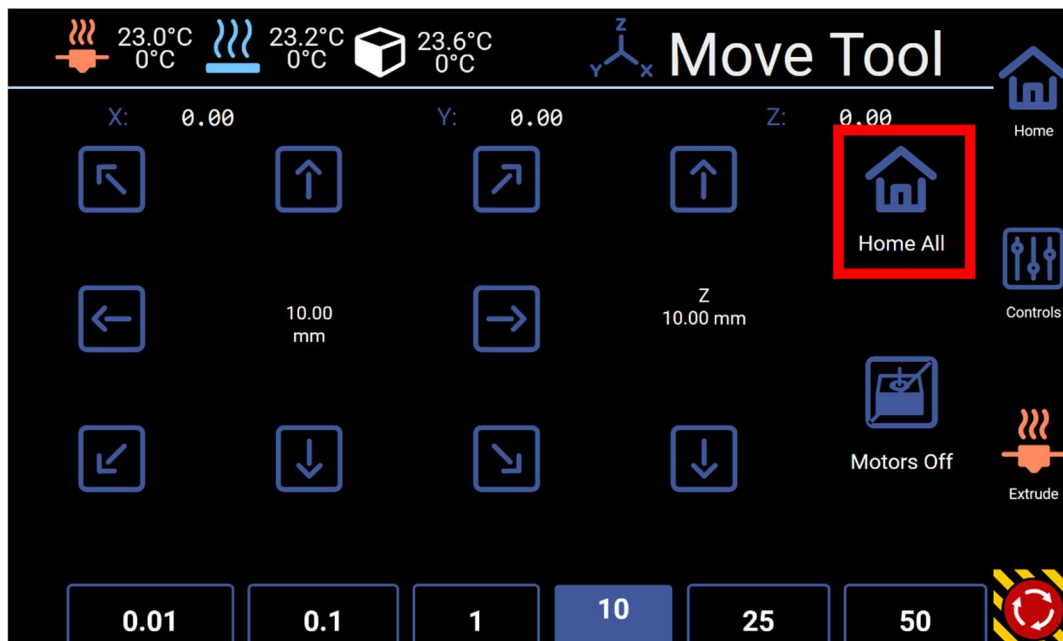 23.0°C 23.2°C 23.6°C
0°C 0°C 0°C
Z
Y X
Move Tool
Home
X: 0.00 Y: 0.00 Z: 0.00
Home All
10.00
mm
Z
10.00 mm
Controls
Motors Off
Extrude
0.01 0.1 1 10 25 50